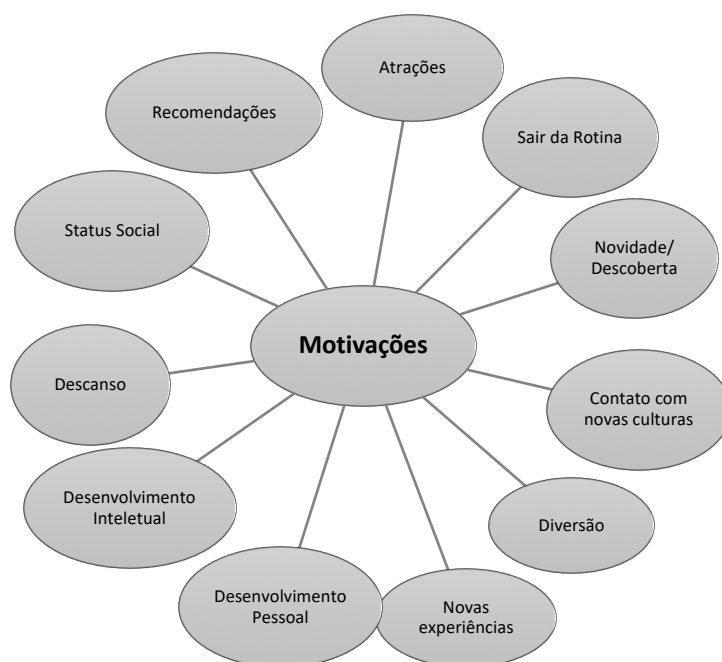 Atrações
Recomendações
Sair da Rotina
Status Social
Novidade/
Descoberta
Motivações
Descanso
Contato com
novas culturas
Desenvolvimento
Inteletual
Diversão
Desenvolvimento
Pessoal
Novas
experiências